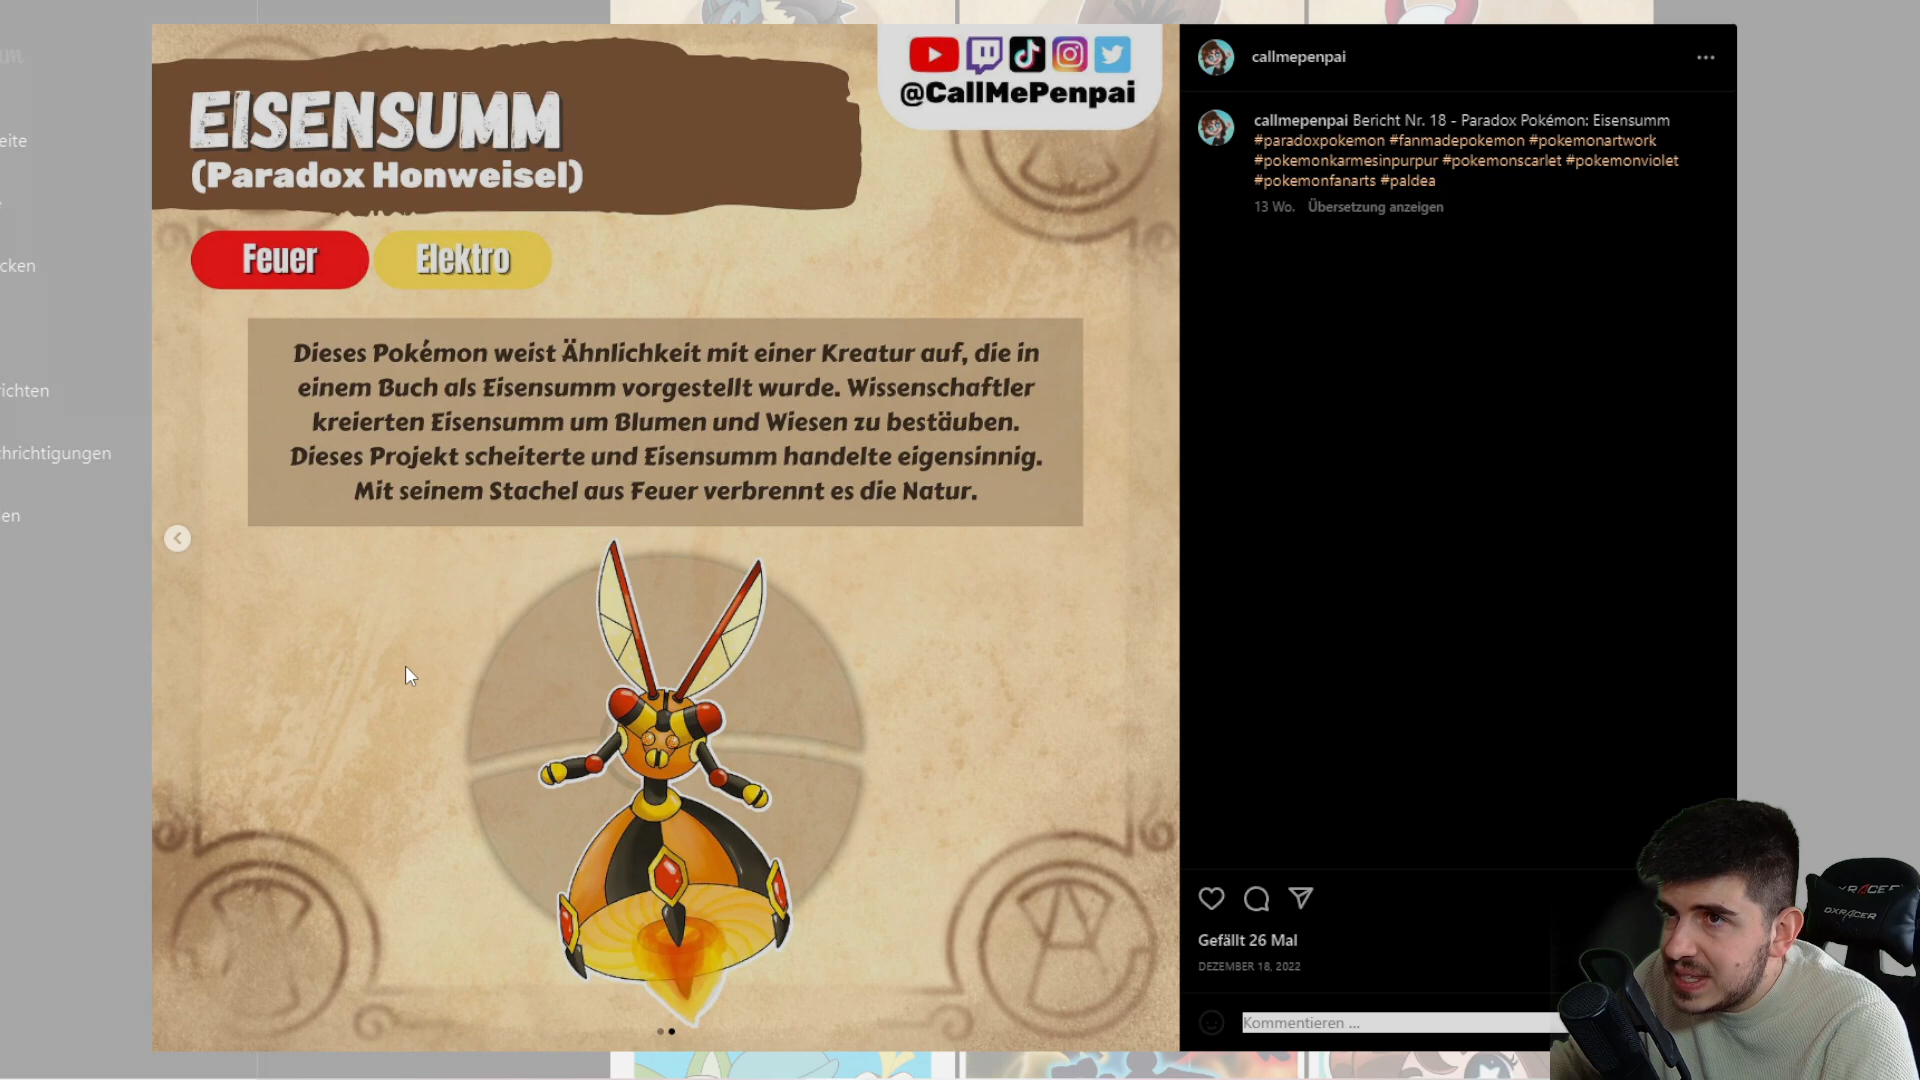 EISENSUMM
(Paradox Honweisel)
@CallMePenpai
Feuer
Elektro
Dieses Pokémon weist Ähnlichkeit mit einer Kreatur auf, die in
einem Buch als Eisensumm vorgestellt wurde. Wissenschaftler
kreierten Eisensumm um Blumen und Wiesen zu bestäuben.
Dieses Projekt scheiterte und Eisensumm handelte eigensinnig.
Mit seinem Stachel aus Feuer verbrennt es die Natur.
eite
cken
ichten
hrichtigungen
en
callmepenpai
callmepenpai Bericht Nr. 18 - Paradox Pokémon: Eisensumm
#paradoxpokemon #fanmadepokemon #pokemonartwork
#pokemonkarmesinpurpur #pokemonscarlet #pokemonviolet
#pokemonfanarts #paldea
13 Wo. Übersetzung anzeigen
Gefällt 26 Mal
DEZEMBER 18, 2022
Kommentieren ...
DXRACER